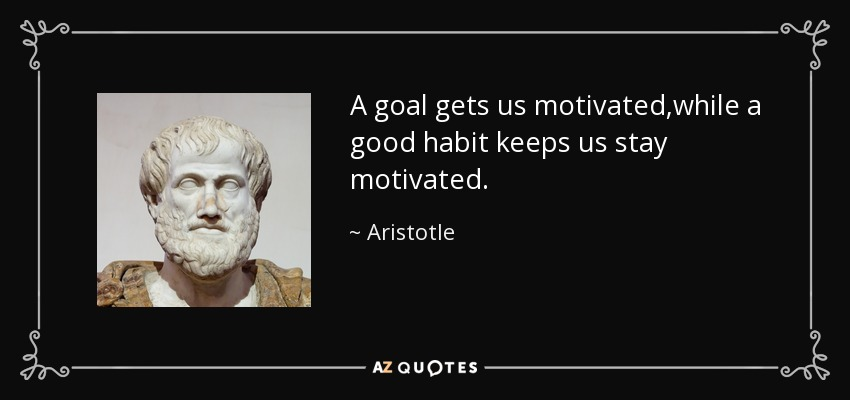 A goal gets us motivated,while a
good habit keeps us stay
motivated.
~ Aristotle
AZ QUOTES